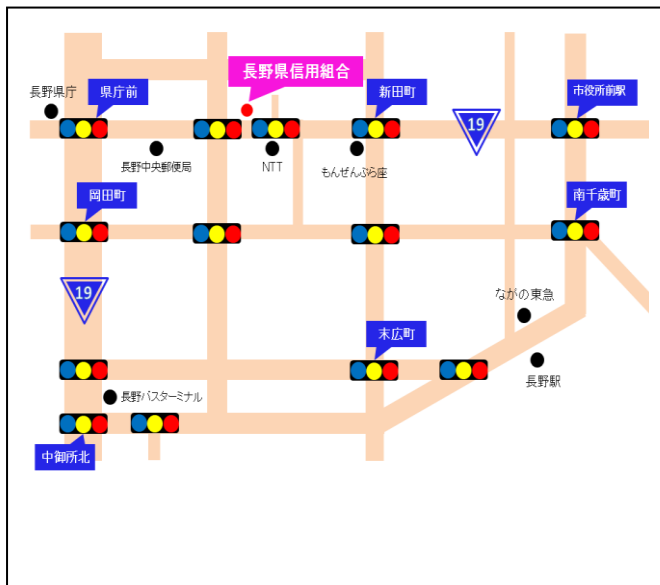 長野県信用組合
長野県庁
県庁前
新田町
市役所前駅
19
長野中央郵便局
NTT
もんぜんぷら座
岡田町
南千歳町
19
ながの東急
末広町
長野駅
長野バスターミナル
中御所北